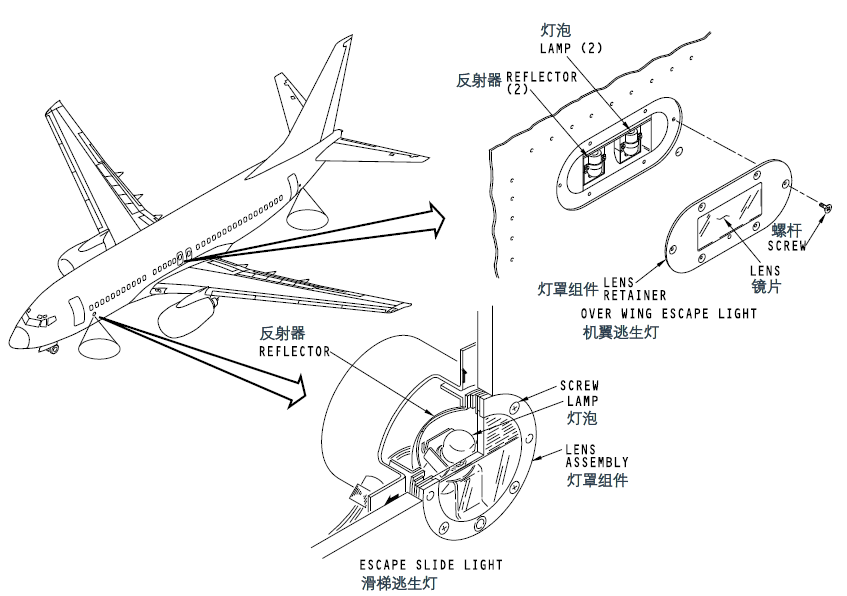 灯泡
LAMP (2)
反射器 REFLECTOR
(2)
螺杆
SCREW
LENS
镜片
灯罩组件 LENS
RETAINER
OVER WING ESCAPE LIGHT
机翼逃生灯
反射器
REFLECTOR
SCREW
LAMP
灯泡
LENS
ASSEMBLY
灯罩组件
ESCAPE SLIDE LIGHT
滑梯逃生灯